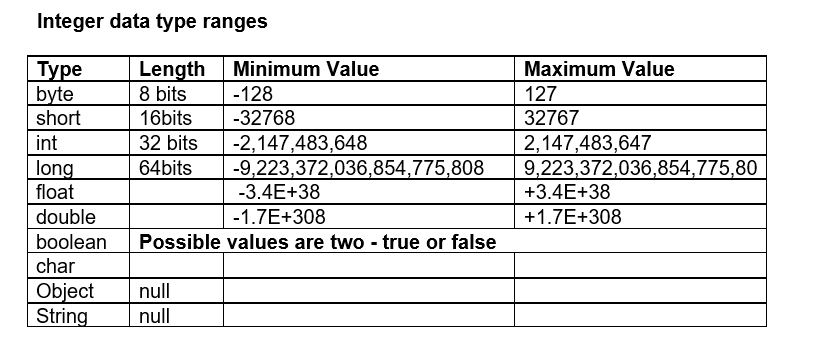 Integer data type ranges
Type Length Minimum Value Maximum Value
byte 8 bits -128 127
short 16bits -32768 32767
int 32 bits -2,147,483,648 2,147,483,647
long 64bits -9,223,372,036,854,775,808 9,223,372,036,854,775,80
float -3.4E+38 +3.4E+38
double -1.7E+308 +1.7E+308
boolean Possible values are two - true or false
char
Object null
String null